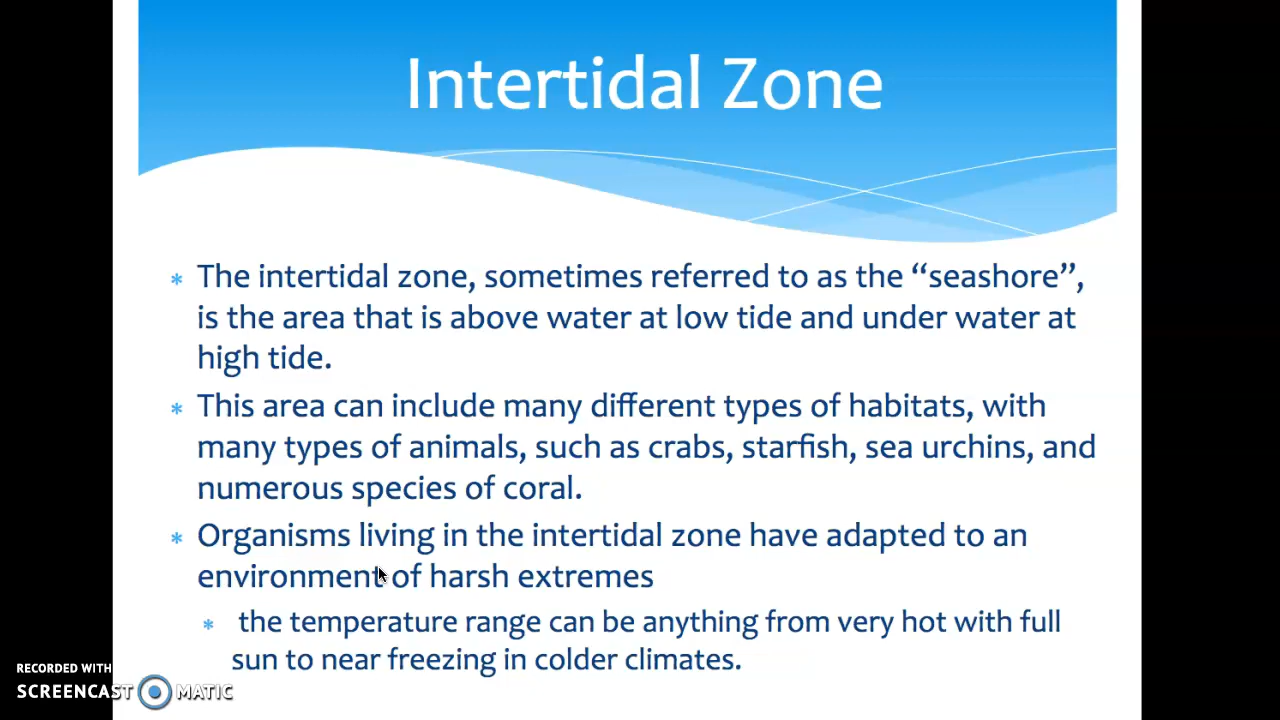 Intertidal Zone
* The intertidal zone, sometimes referred to as the “seashore”,
is the area that is above water at low tide and under water at
high tide.
* This area can include many different types of habitats, with
many types of animals, such as crabs, starfish, sea urchins, and
numerous species of coral.
* Organisms living in the intertidal zone have adapted to an
environment of harsh extremes
* the temperature range can be anything from very hot with full
sun to near freezing in colder climates.
RECORDED WITH
SCREENCAST MATIC